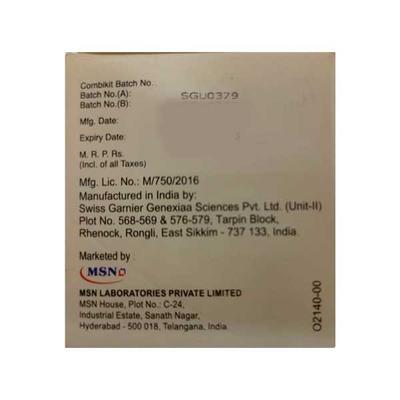 Combikit Batch No.:
Batch No.(A): SGU0379
Batch No.(B):
Mfg. Date:
Expiry Date:
M. R. P. Rs.
(Incl. of all Taxes)
Mfg. Lic. No.: M/750/2016
Manufactured in India by:
Swiss Garnier Genexiaa Sciences Pvt. Ltd. (Unit-II)
Plot No. 568-569 & 576-579, Tarpin Block,
Rhenock, Rongli, East Sikkim - 737 133, India.
Marketed by
MSN
MSN LABORATORIES PRIVATE LIMITED
MSN House, Plot No.: C-24,
Industrial Estate, Sanath Nagar,
Hyderabad - 500 018, Telangana, India.
O2140-00